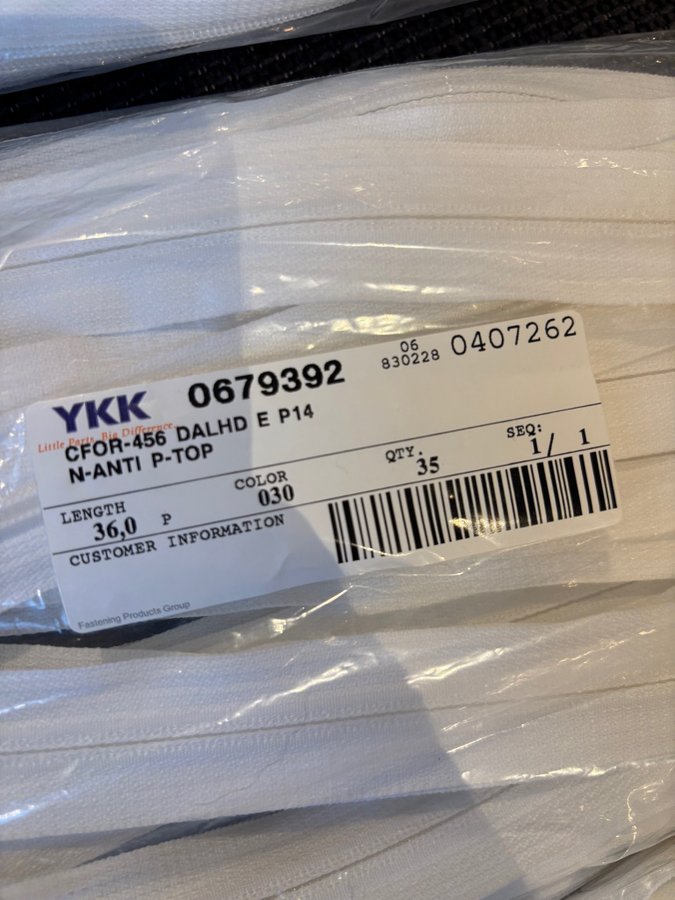 YKK 0679392 06 830228 0407262
Little Parts. Big Difference.
CFOR-456 DALHD E P14
N-ANTI P-TOP
LENGTH COLOR QTY. SEQ:
36,0 P 030 35 1/ 1
CUSTOMER INFORMATION
Fastening Products Group